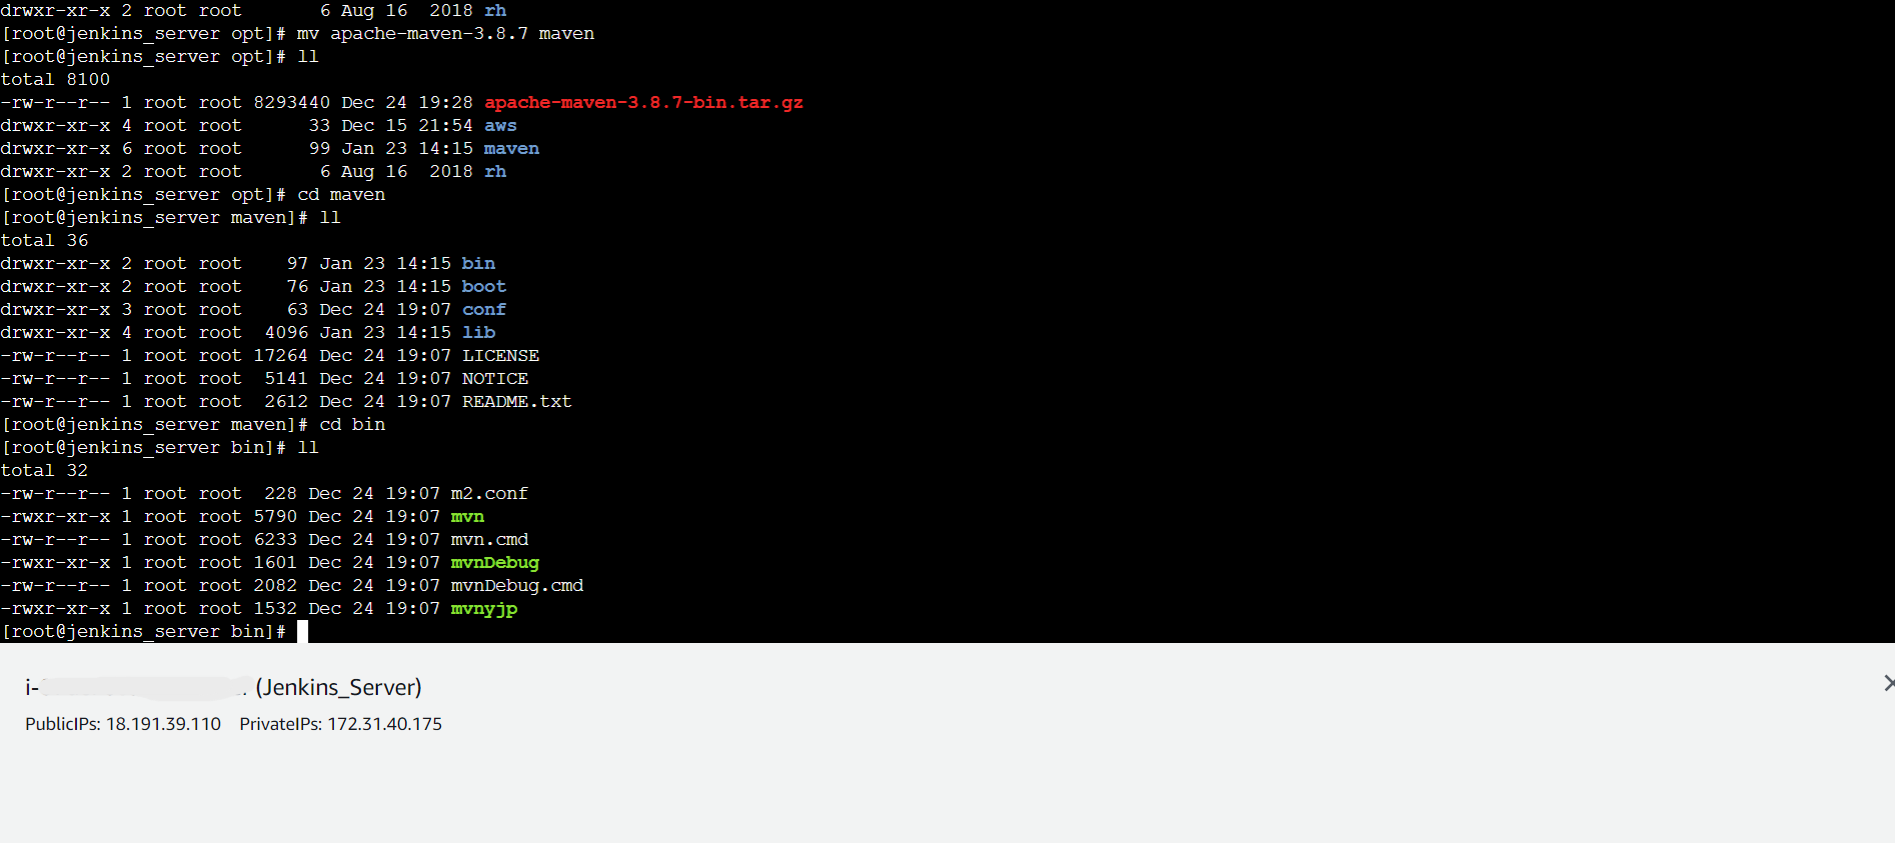 drwxr-xr-x 2 root root       6 Aug 16  2018 rh
[root@jenkins_server opt]# mv apache-maven-3.8.7 maven
[root@jenkins_server opt]# ll
total 8100
-rw-r--r-- 1 root root 8293440 Dec 24 19:28 apache-maven-3.8.7-bin.tar.gz
drwxr-xr-x 4 root root      33 Dec 15 21:54 aws
drwxr-xr-x 6 root root      99 Jan 23 14:15 maven
drwxr-xr-x 2 root root       6 Aug 16  2018 rh
[root@jenkins_server opt]# cd maven
[root@jenkins_server maven]# ll
total 36
drwxr-xr-x 2 root root    97 Jan 23 14:15 bin
drwxr-xr-x 2 root root    76 Jan 23 14:15 boot
drwxr-xr-x 3 root root    63 Dec 24 19:07 conf
drwxr-xr-x 4 root root  4096 Jan 23 14:15 lib
-rw-r--r-- 1 root root 17264 Dec 24 19:07 LICENSE
-rw-r--r-- 1 root root  5141 Dec 24 19:07 NOTICE
-rw-r--r-- 1 root root  2612 Dec 24 19:07 README.txt
[root@jenkins_server maven]# cd bin
[root@jenkins_server bin]# ll
total 32
-rw-r--r-- 1 root root  228 Dec 24 19:07 m2.conf
-rwxr-xr-x 1 root root 5790 Dec 24 19:07 mvn
-rw-r--r-- 1 root root 6233 Dec 24 19:07 mvn.cmd
-rwxr-xr-x 1 root root 1601 Dec 24 19:07 mvnDebug
-rw-r--r-- 1 root root 2082 Dec 24 19:07 mvnDebug.cmd
-rwxr-xr-x 1 root root 1532 Dec 24 19:07 mvnyjp
[root@jenkins_server bin]#
i- (Jenkins_Server)
PublicIPs: 18.191.39.110 PrivateIPs: 172.31.40.175